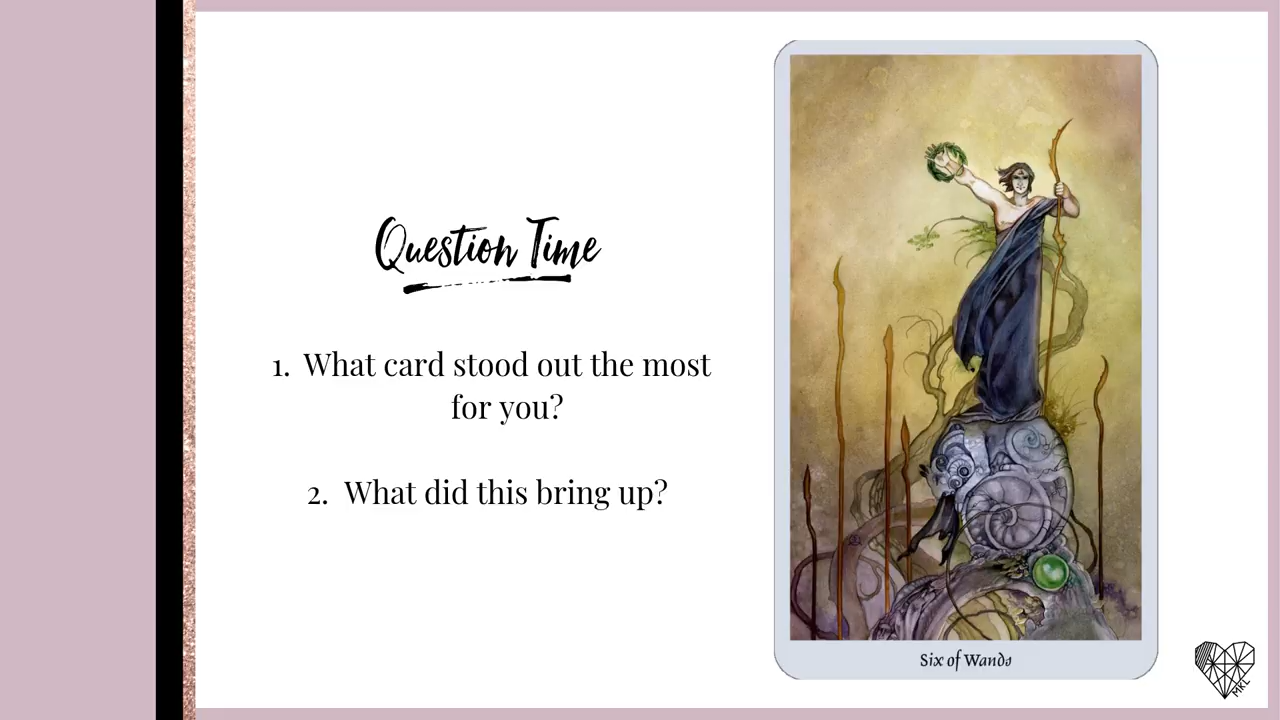 Question Time
1. What card stood out the most
for you?
2. What did this bring up?
Six of Wands
MRL